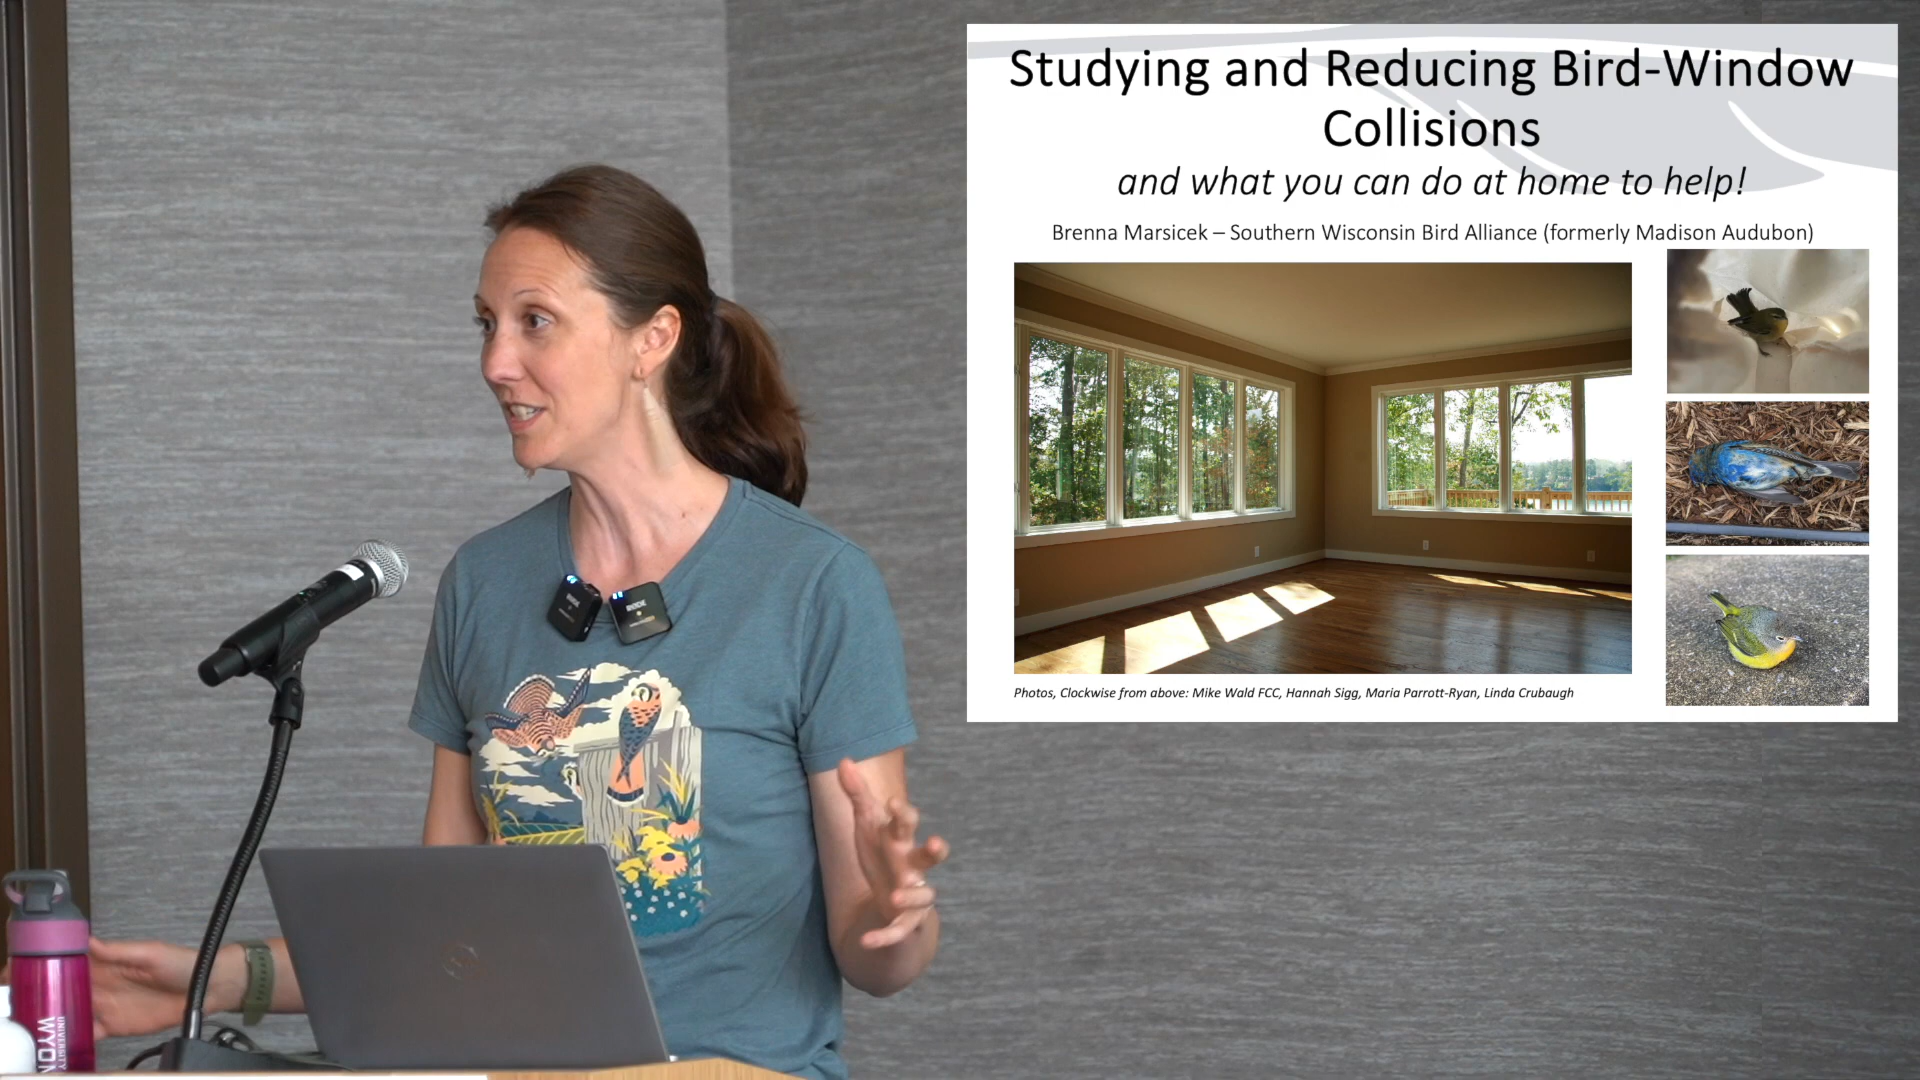 Studying and Reducing Bird-Window
Collisions
and what you can do at home to help!
Brenna Marsicek – Southern Wisconsin Bird Alliance (formerly Madison Audubon)
Photos, Clockwise from above: Mike Wald FCC, Hannah Sigg, Maria Parrott-Ryan, Linda Crubaugh
RODE
UNIVERSITY